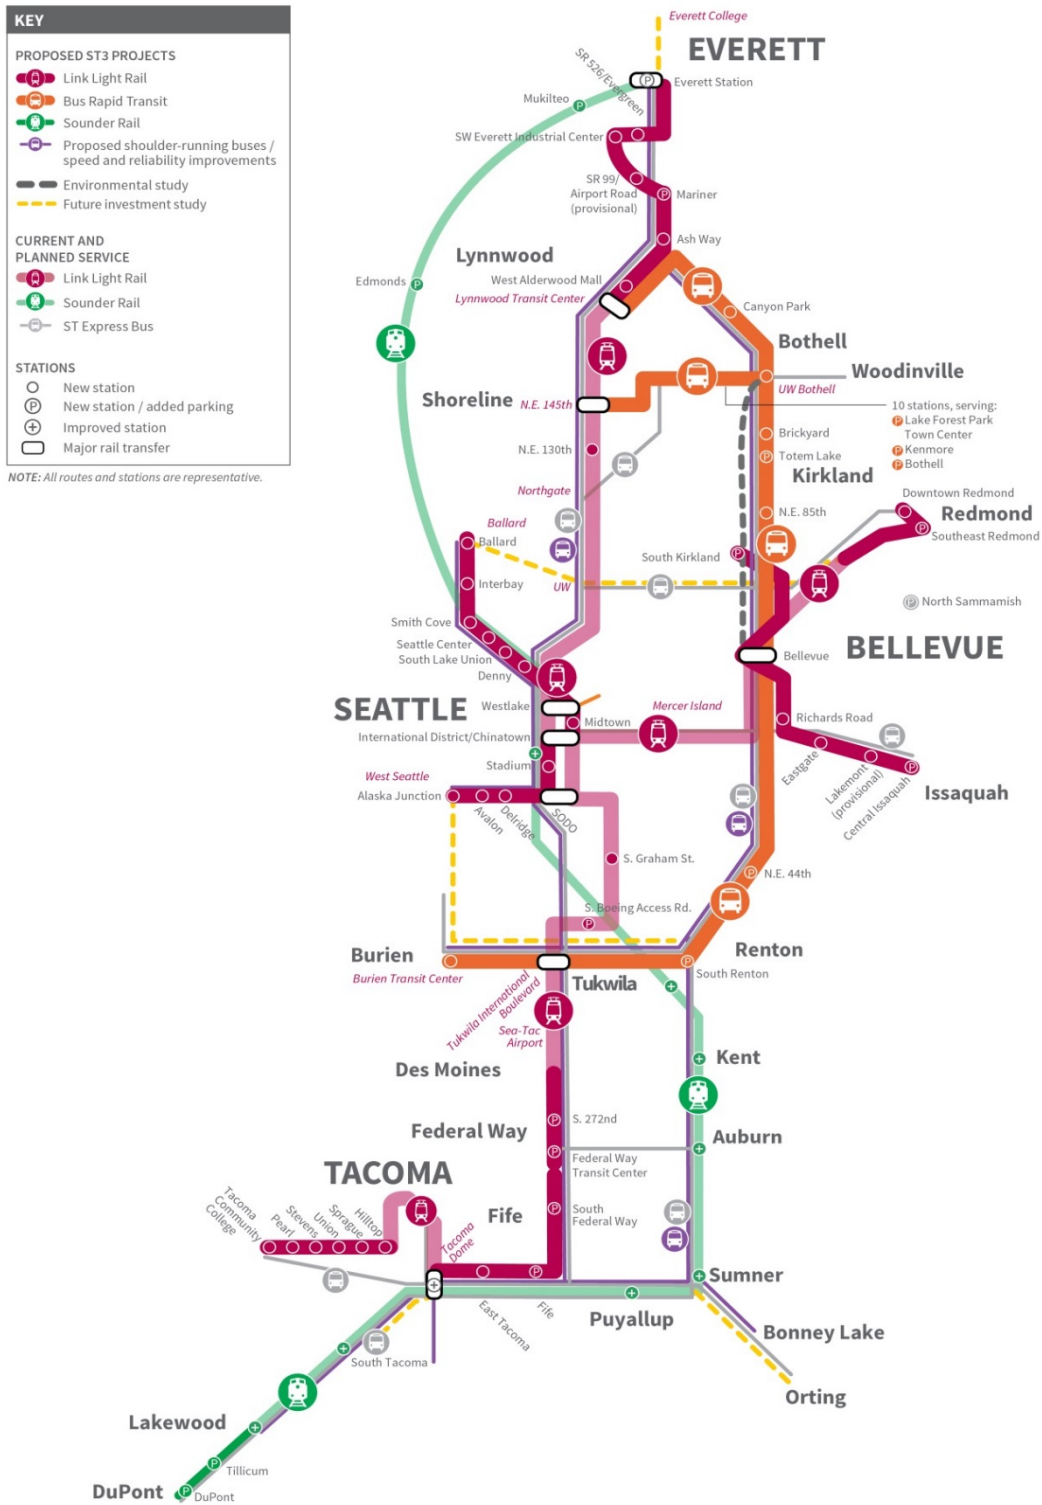 KEY
PROPOSED ST3 PROJECTS
Link Light Rail
Bus Rapid Transit
Sounder Rail
Proposed shoulder-running buses /
speed and reliability improvements
Environmental study
Future investment study
CURRENT AND
PLANNED SERVICE
Link Light Rail
Sounder Rail
ST Express Bus
STATIONS
New station
New station / added parking
Improved station
Major rail transfer
NOTE: All routes and stations are representative.
Everett College
EVERETT
SR 526/Evergreen
Everett Station
Mukilteo
SW Everett Industrial Center
SR 99/
Airport Road
(provisional)
Mariner
Ash Way
Lynnwood
West Alderwood Mall
Lynnwood Transit Center
Edmonds
Canyon Park
Bothell
Woodinville
UW Bothell
Shoreline
N.E. 145th
10 stations, serving:
Lake Forest Park
Town Center
Kenmore
Bothell
N.E. 130th
Brickyard
Totem Lake
Kirkland
Northgate
Downtown Redmond
Redmond
Southeast Redmond
N.E. 85th
Ballard
Ballard
South Kirkland
Interbay
UW
North Sammamish
Smith Cove
Seattle Center
South Lake Union
Denny
Bellevue
BELLEVUE
SEATTLE
Westlake
Mercer Island
Midtown
Richards Road
International District/Chinatown
Stadium
Eastgate
Lakemont
(provisional)
Central Issaquah
Issaquah
West Seattle
Alaska Junction
Avalon
Delridge
SODO
S. Graham St.
N.E. 44th
S. Boeing Access Rd.
Burien
Burien Transit Center
Renton
South Renton
Tukwila International
Boulevard
Tukwila
Sea-Tac
Airport
Kent
Des Moines
S. 272nd
Federal Way
Auburn
Federal Way
Transit Center
TACOMA
Tacoma
Community
College
Pearl
Stevens
Union
Sprague
Hilltop
Fife
South
Federal Way
Tacoma
Dome
Sumner
East Tacoma
Fife
Puyallup
Bonney Lake
South Tacoma
Orting
Lakewood
Tillicum
DuPont
DuPont